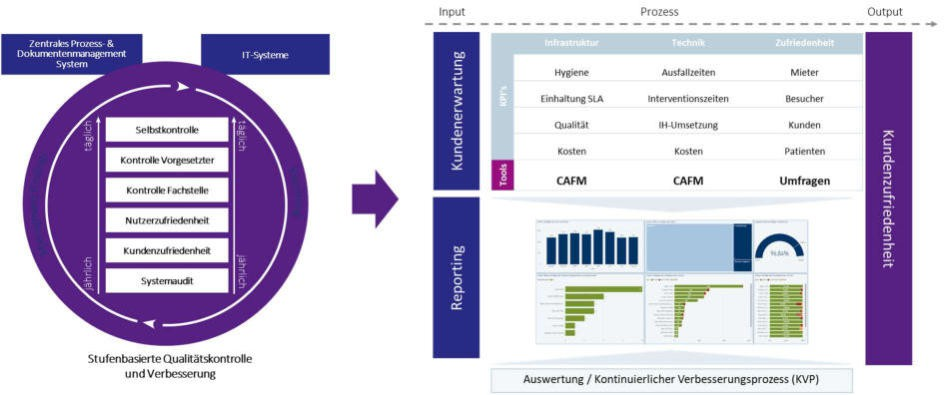 Zentrales Prozess- &
Dokumentenmanagement
System
IT-Systeme
täglich
täglich
Selbstkontrolle
Kontrolle Vorgesetzter
Kontrolle Fachstelle
Nutzerzufriedenheit
Kundenzufriedenheit
Systemaudit
jährlich
jährlich
Stufenbasierte Qualitätskontrolle
und Verbesserung
Input
Prozess
Output
Kundenerwartung
KPI's
Infrastruktur
Technik
Zufriedenheit
Hygiene
Ausfallzeiten
Mieter
Einhaltung SLA
Interventionszeiten
Besucher
Qualität
IH-Umsetzung
Kunden
Kosten
Kosten
Patienten
Tools
CAFM
CAFM
Umfragen
Reporting
Auswertung / Kontinuierlicher Verbesserungsprozess (KVP)
Kundenzufriedenheit